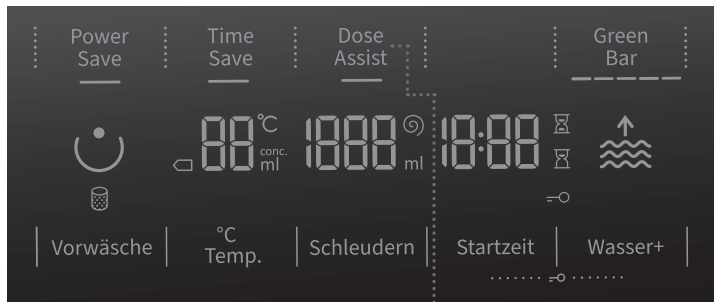 Power Save
Time Save
Dose Assist
Green Bar
88 °C conc. ml
1888 ml
18:88
Vorwäsche
°C Temp.
Schleudern
Startzeit
Wasser+